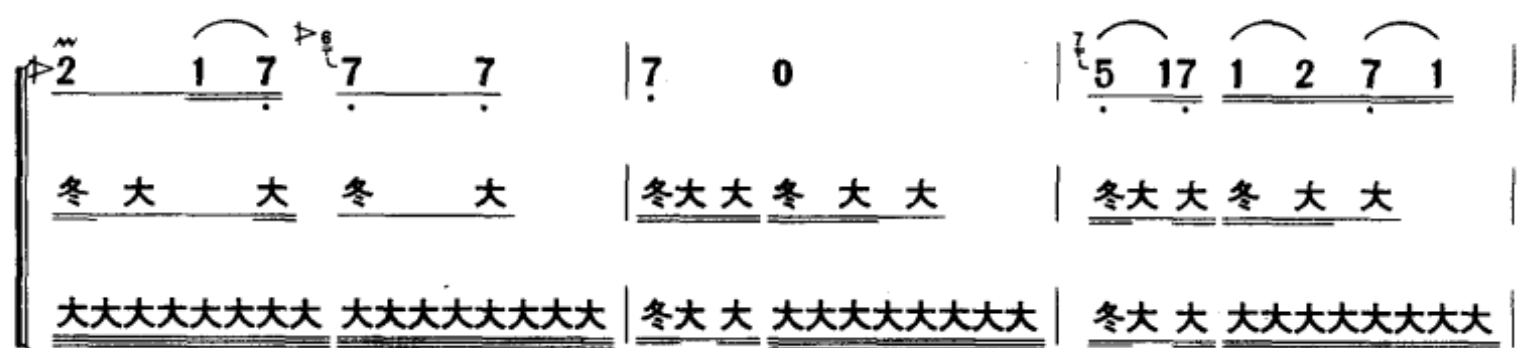 2 1 7 6 7 7 | 7 0 | 7 5 17 1 2 7 1 |
冬 大 大 冬 大 | 冬大 大 冬 大 大 | 冬大 大 冬 大 大 |
大大大大大大大大 大大大大大大大大 | 冬大 大 大大大大大大大大 | 冬大 大 大大大大大大大大 |